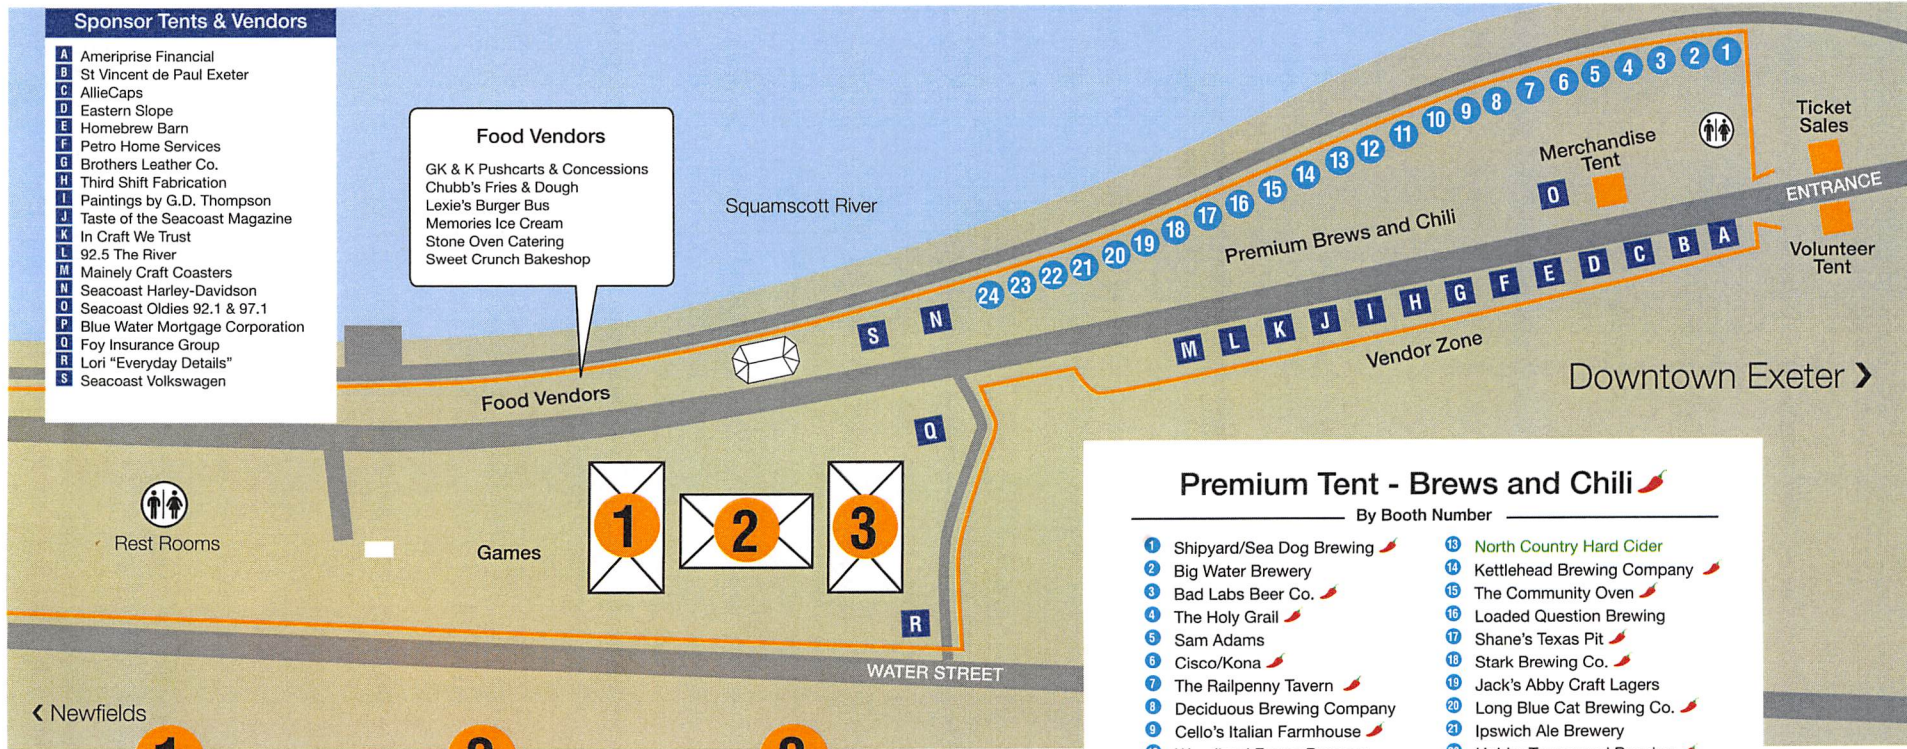 Sponsor Tents & Vendors
A Ameriprise Financial
B St Vincent de Paul Exeter
C AllieCaps
D Eastern Slope
E Homebrew Barn
F Petro Home Services
G Brothers Leather Co.
H Third Shift Fabrication
I Paintings by G.D. Thompson
J Taste of the Seacoast Magazine
K In Craft We Trust
L 92.5 The River
M Mainely Craft Coasters
N Seacoast Harley-Davidson
O Seacoast Oldies 92.1 & 97.1
P Blue Water Mortgage Corporation
Q Foy Insurance Group
R Lori “Everyday Details”
S Seacoast Volkswagen
Food Vendors
GK & K Pushcarts & Concessions
Chubb’s Fries & Dough
Lexie’s Burger Bus
Memories Ice Cream
Stone Oven Catering
Sweet Crunch Bakeshop
Squamscott River
24 23 22 21 20 19 18 17 16 15 14 13 12 11 10 9 8 7 6 5 4 3 2 1
Ticket
Sales
Merchandise
Tent
O
ENTRANCE
Premium Brews and Chili
Volunteer
Tent
S N
M L K J I H G F E D C B A
Vendor Zone
Downtown Exeter ❯
Food Vendors
Q
Rest Rooms
Games
1 2 3
R
WATER STREET
❮ Newfields
Premium Tent - Brews and Chili
By Booth Number
1 Shipyard/Sea Dog Brewing
2 Big Water Brewery
3 Bad Labs Beer Co.
4 The Holy Grail
5 Sam Adams
6 Cisco/Kona
7 The Railpenny Tavern
8 Deciduous Brewing Company
9 Cello’s Italian Farmhouse
13 North Country Hard Cider
14 Kettlehead Brewing Company
15 The Community Oven
16 Loaded Question Brewing
17 Shane’s Texas Pit
18 Stark Brewing Co.
19 Jack’s Abby Craft Lagers
20 Long Blue Cat Brewing Co.
21 Ipswich Ale Brewery